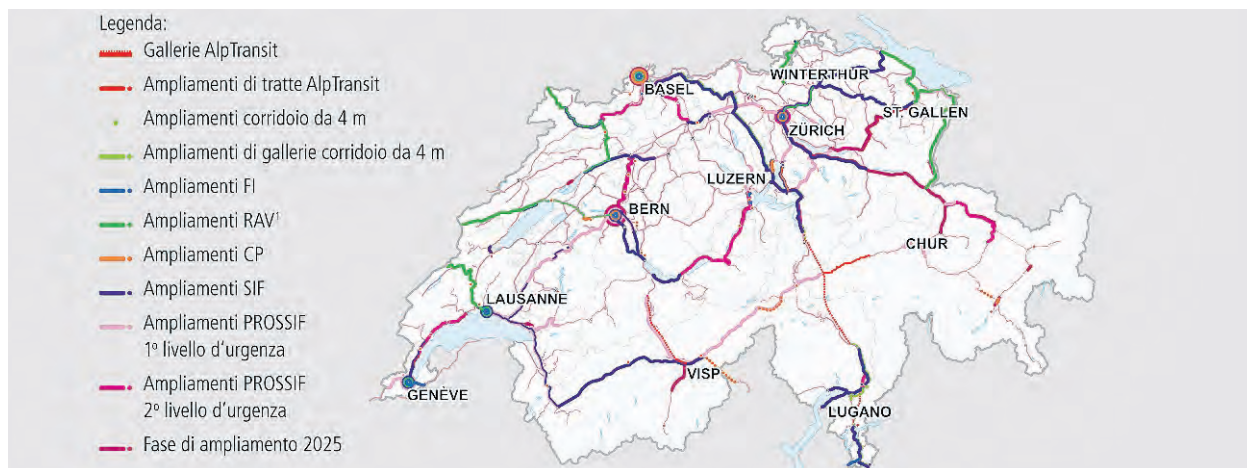 Legenda:
Gallerie AlpTransit
Ampliamenti di tratte AlpTransit
Ampliamenti corridoio da 4 m
Ampliamenti di gallerie corridoio da 4 m
Ampliamenti FI
Ampliamenti RAV¹
Ampliamenti CP
Ampliamenti SIF
Ampliamenti PROSSIF
1º livello d'urgenza
Ampliamenti PROSSIF
2º livello d'urgenza
Fase di ampliamento 2025
WINTERTHUR
BASEL
ST. GALLEN
ZÜRICH
LUZERN
BERN
CHUR
LAUSANNE
VISP
GENÈVE
LUGANO